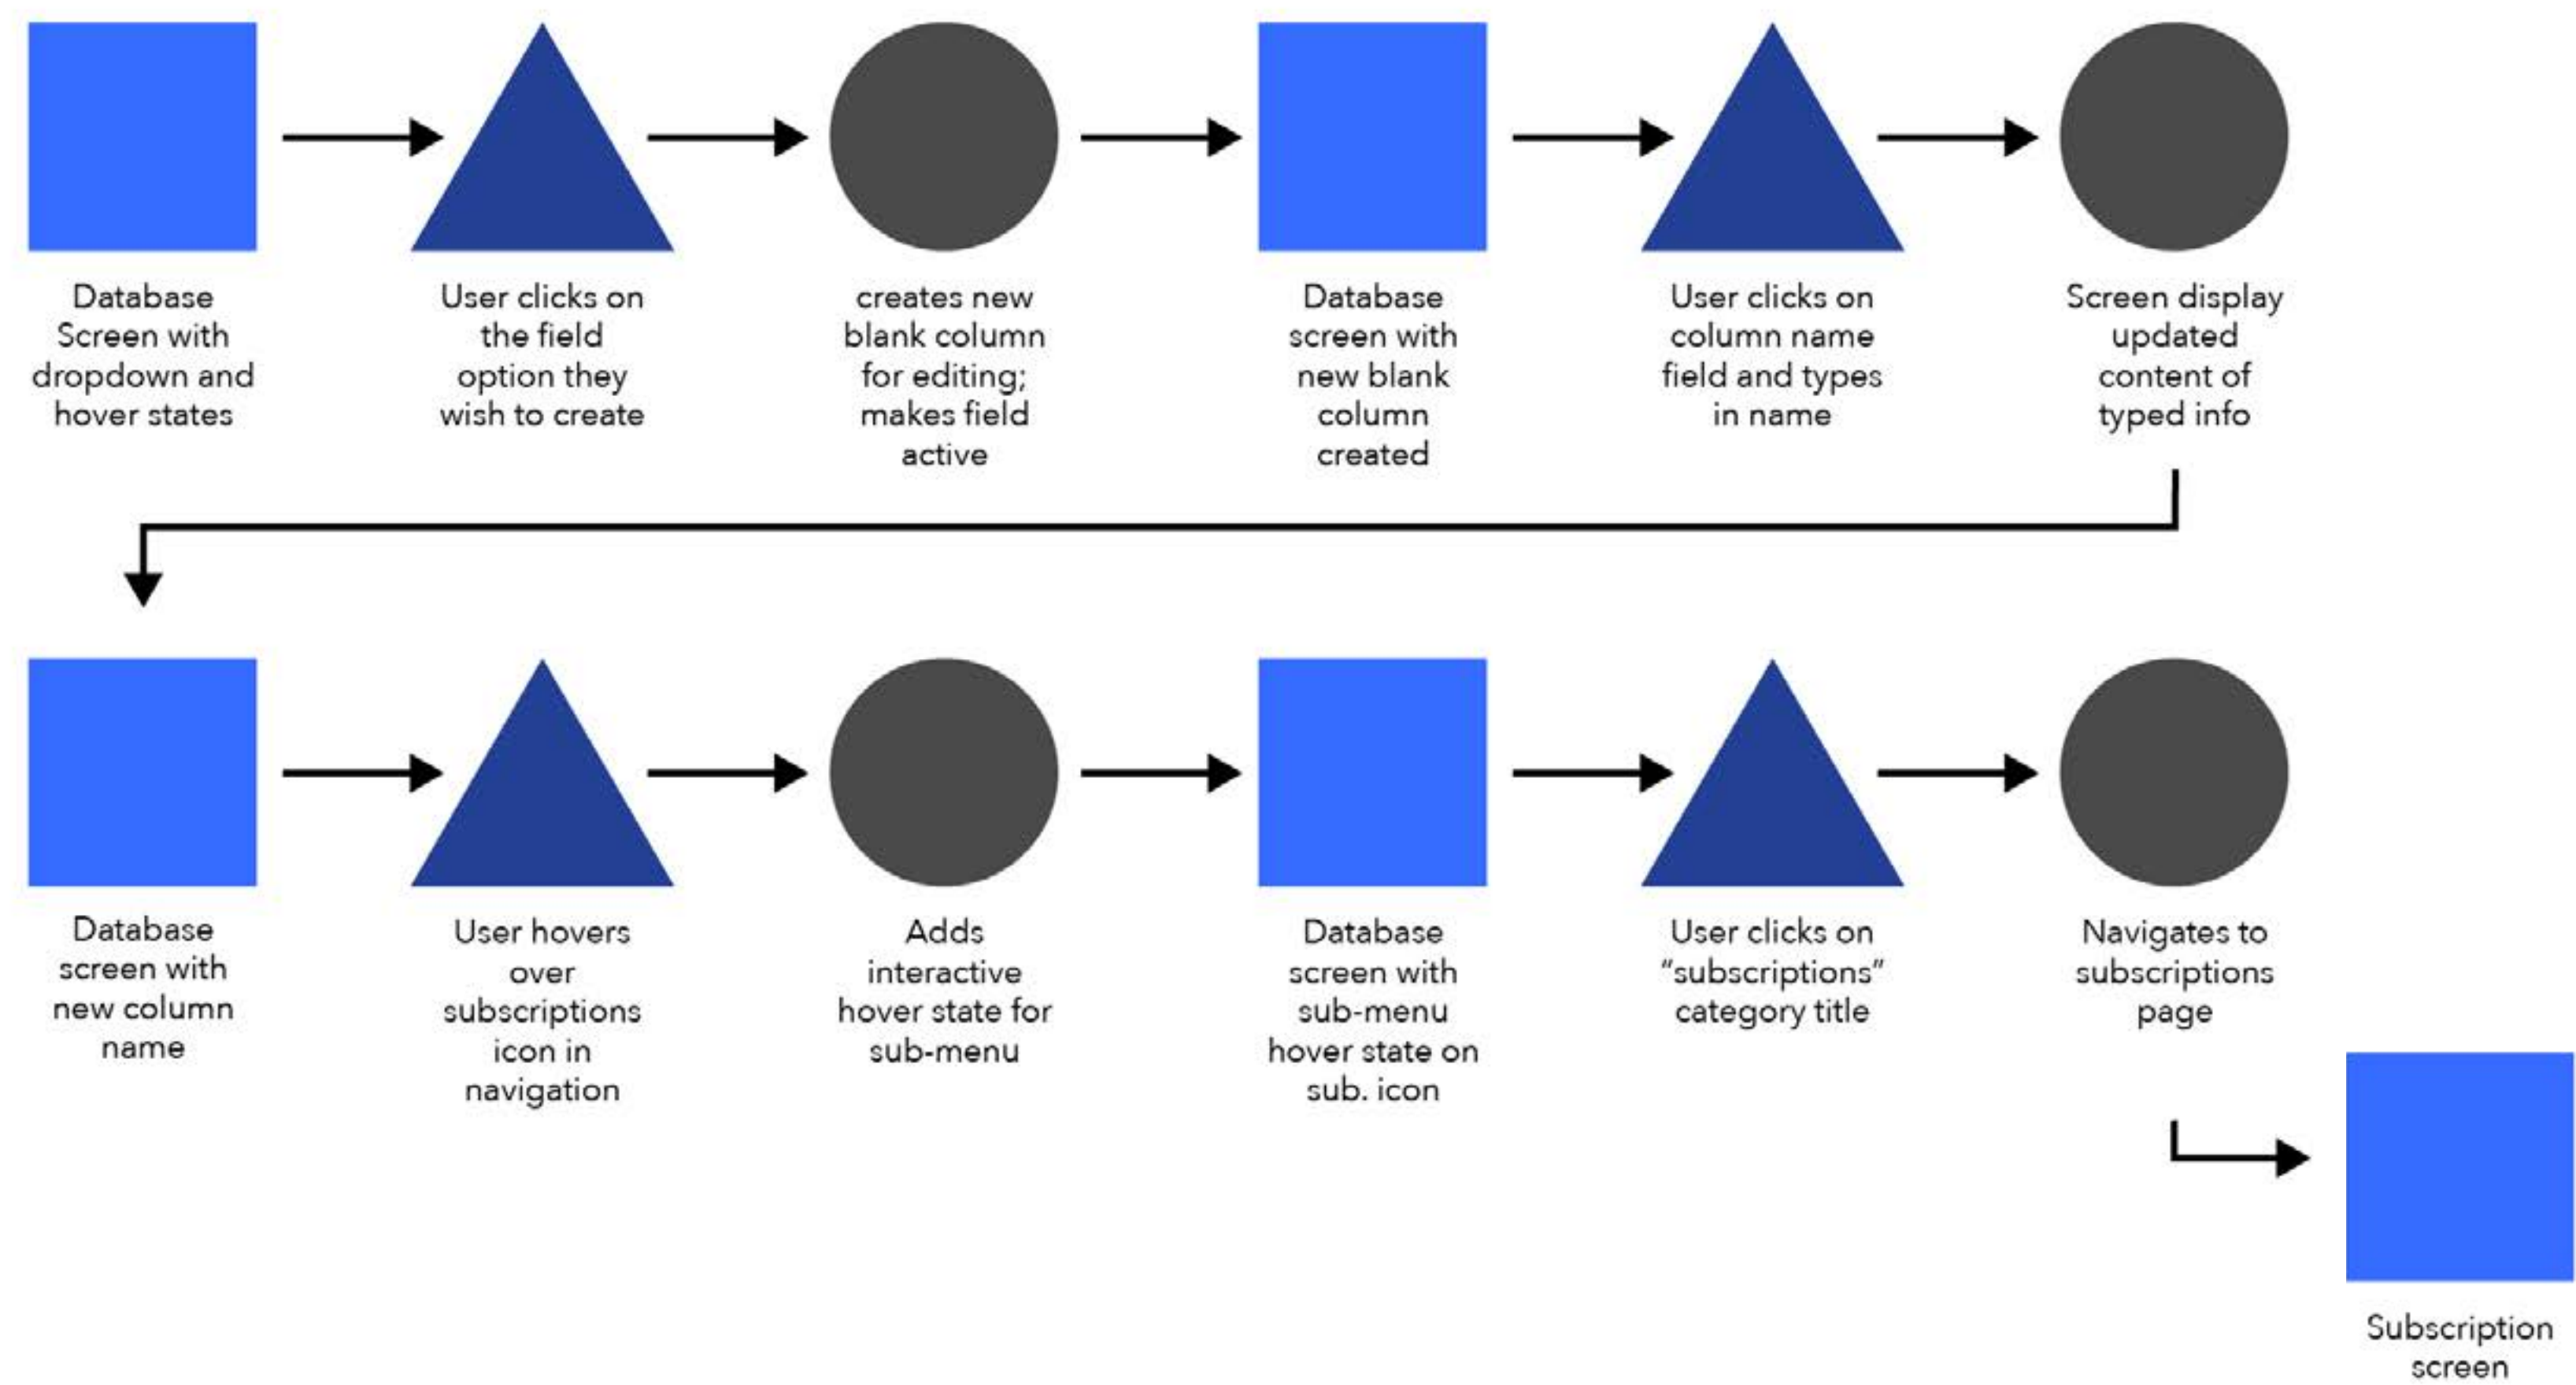 Database
Screen with
dropdown and
hover states
User clicks on
the field
option they
wish to create
creates new
blank column
for editing;
makes field
active
Database
screen with
new blank
column
created
User clicks on
column name
field and types
in name
Screen display
updated
content of
typed info
Database
screen with
new column
name
User hovers
over
subscriptions
icon in
navigation
Adds
interactive
hover state for
sub-menu
Database
screen with
sub-menu
hover state on
sub. icon
User clicks on
“subscriptions”
category title
Navigates to
subscriptions
page
Subscription
screen